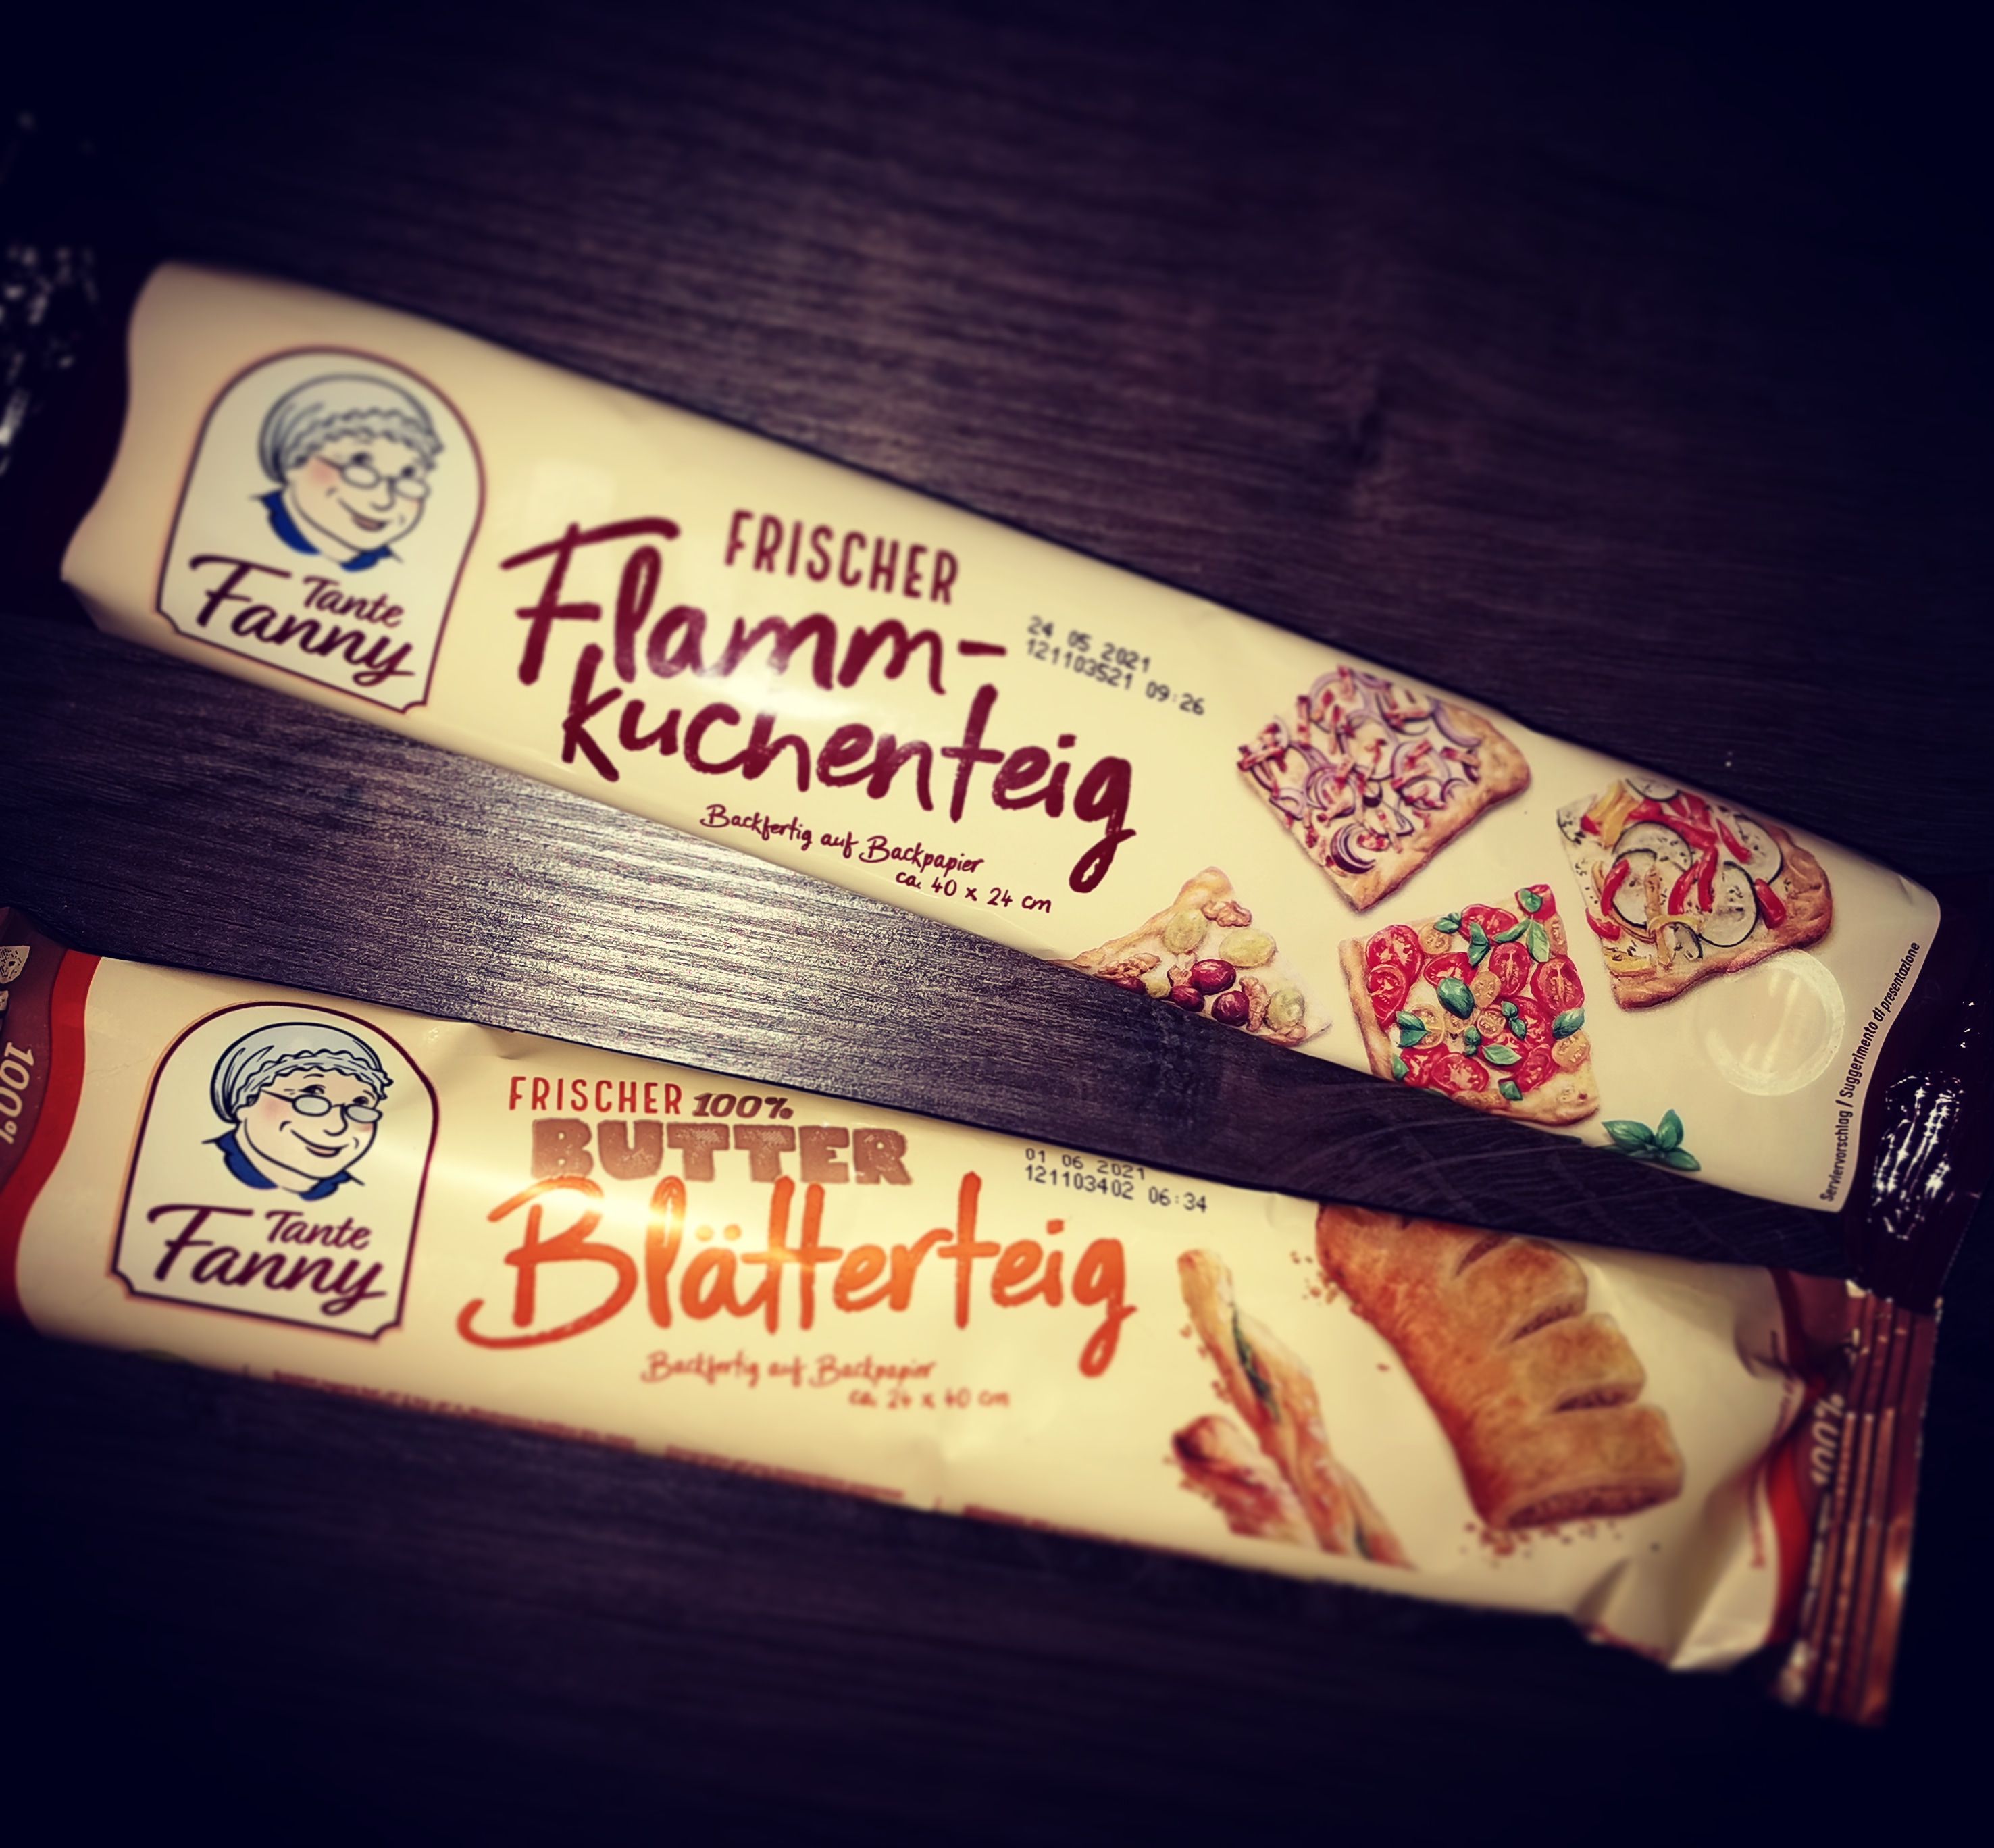 Tante
Fanny
FRISCHER
Flamm-
kuchenteig
24 05 2021
121103521 09:26
Backfertig auf Backpapier
ca. 40 x 24 cm
Serviervorschlag / Suggerimento di presentazione
100%
Tante
Fanny
FRISCHER 100%
BUTTER
Blätterteig
01 06 2021
121103402 06:34
Backfertig auf Backpapier
ca. 24 x 40 cm
100%